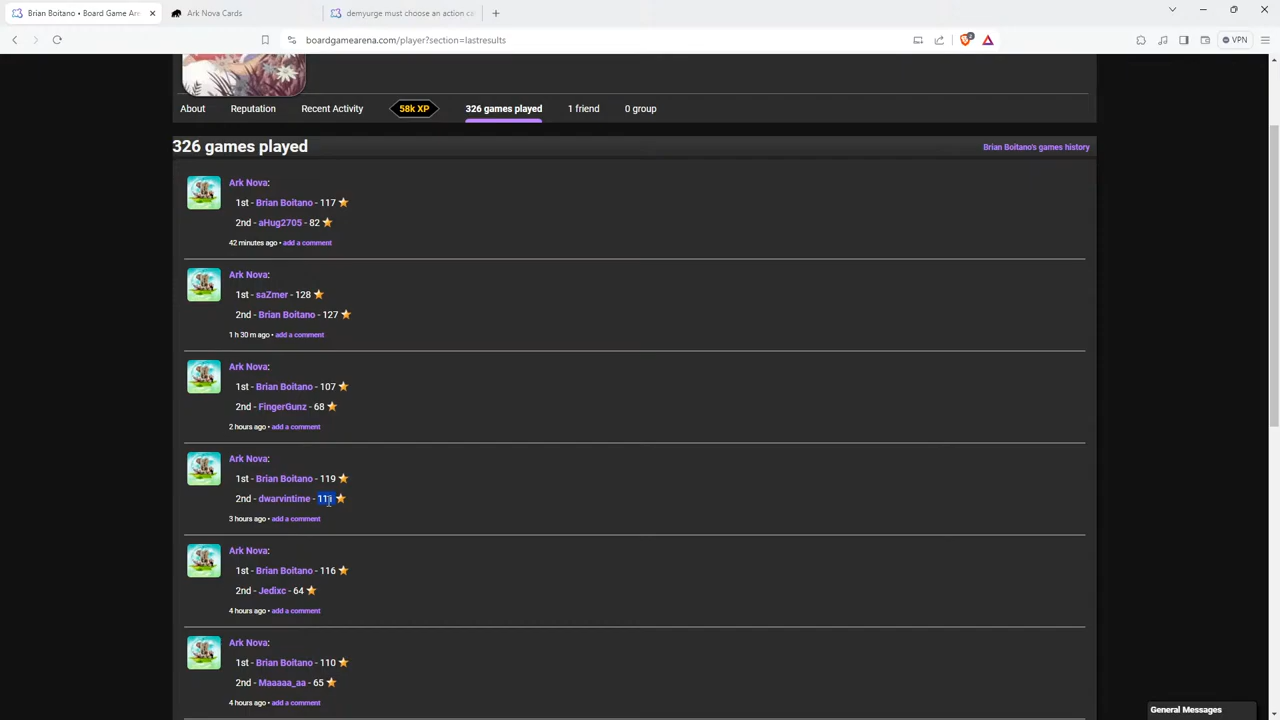 Brian Boitano • Board Game Are
Ark Nova Cards
demyurge must choose an action ca
boardgamearena.com/player?section=lastresults
VPN
About
Reputation
Recent Activity
58k XP
326 games played
1 friend
0 group
326 games played
Brian Boitano's games history
Ark Nova:
1st - Brian Boitano - 117
2nd - aHug2705 - 82
42 minutes ago • add a comment
Ark Nova:
1st - saZmer - 128
2nd - Brian Boitano - 127
1 h 30 m ago • add a comment
Ark Nova:
1st - Brian Boitano - 107
2nd - FingerGunz - 68
2 hours ago • add a comment
Ark Nova:
1st - Brian Boitano - 119
2nd - dwarvintime -
3 hours ago • add a comment
Ark Nova:
1st - Brian Boitano - 116
2nd - Jedixc - 64
4 hours ago • add a comment
Ark Nova:
1st - Brian Boitano - 110
2nd - Maaaaa_aa - 65
4 hours ago • add a comment
General Messages